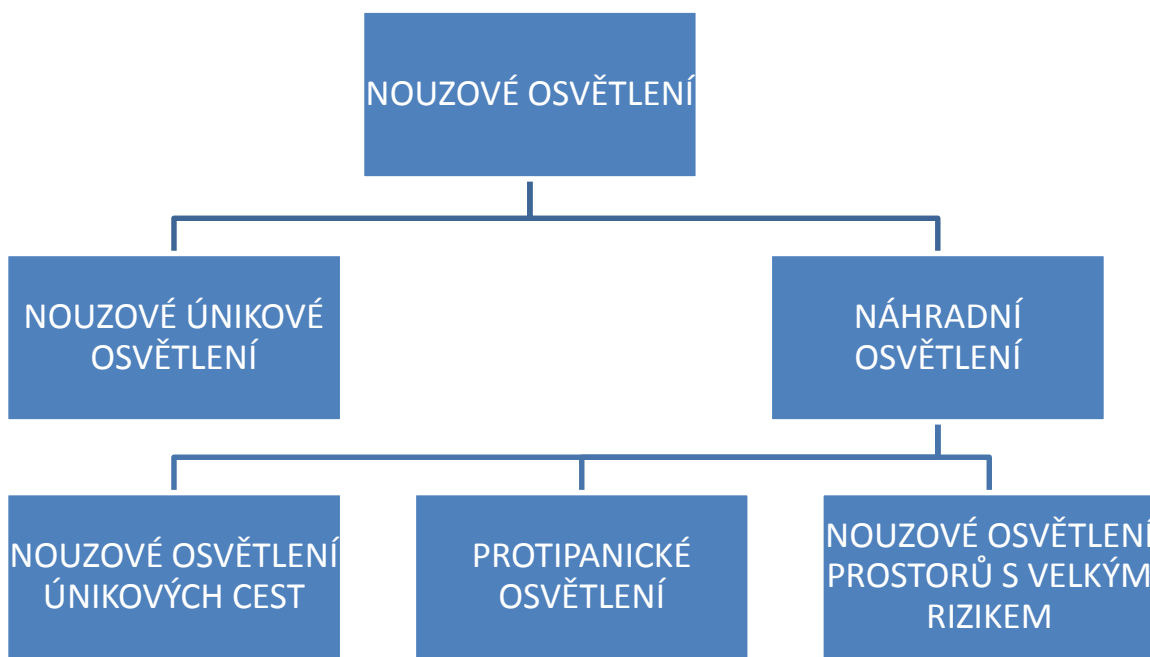 NOUZOVÉ OSVĚTLENÍ
NOUZOVÉ ÚNIKOVÉ
OSVĚTLENÍ
NÁHRADNÍ
OSVĚTLENÍ
NOUZOVÉ OSVĚTLENÍ
ÚNIKOVÝCH CEST
PROTIPANICKÉ
OSVĚTLENÍ
NOUZOVÉ OSVĚTLENÍ
PROSTORŮ S VELKÝM
RIZIKEM